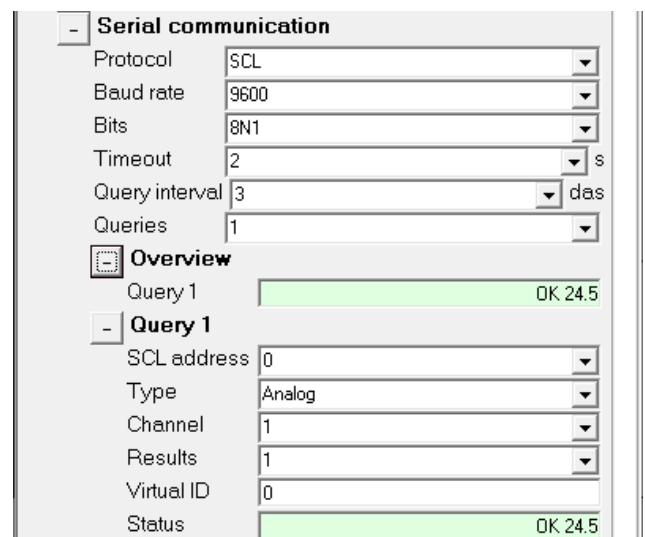 - Serial communication
Protocol SCL
Baud rate 9600
Bits 8N1
Timeout 2 s
Query interval 3 das
Queries 1
- Overview
Query 1 OK 24.5
- Query 1
SCL address 0
Type Analog
Channel 1
Results 1
Virtual ID 0
Status OK 24.5